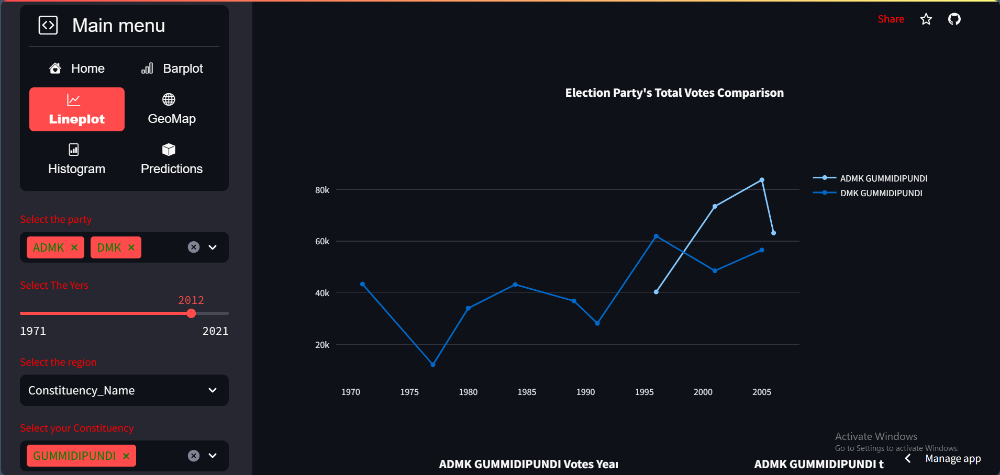 Main menu
Home
Barplot
Lineplot
GeoMap
Histogram
Predictions
Select the party
ADMK
DMK
Select The Yers
2012
1971
2021
Select the region
Constituency_Name
Select your Constituency
GUMMIDIPUNDI
Share
Election Party's Total Votes Comparison
80k
60k
40k
20k
1970 1975 1980 1985 1990 1995 2000 2005
ADMK GUMMIDIPUNDI
DMK GUMMIDIPUNDI
Activate Windows
Go to Settings to activate Windows.
Manage app
ADMK GUMMIDIPUNDI Votes Year
ADMK GUMMIDIPUNDI t